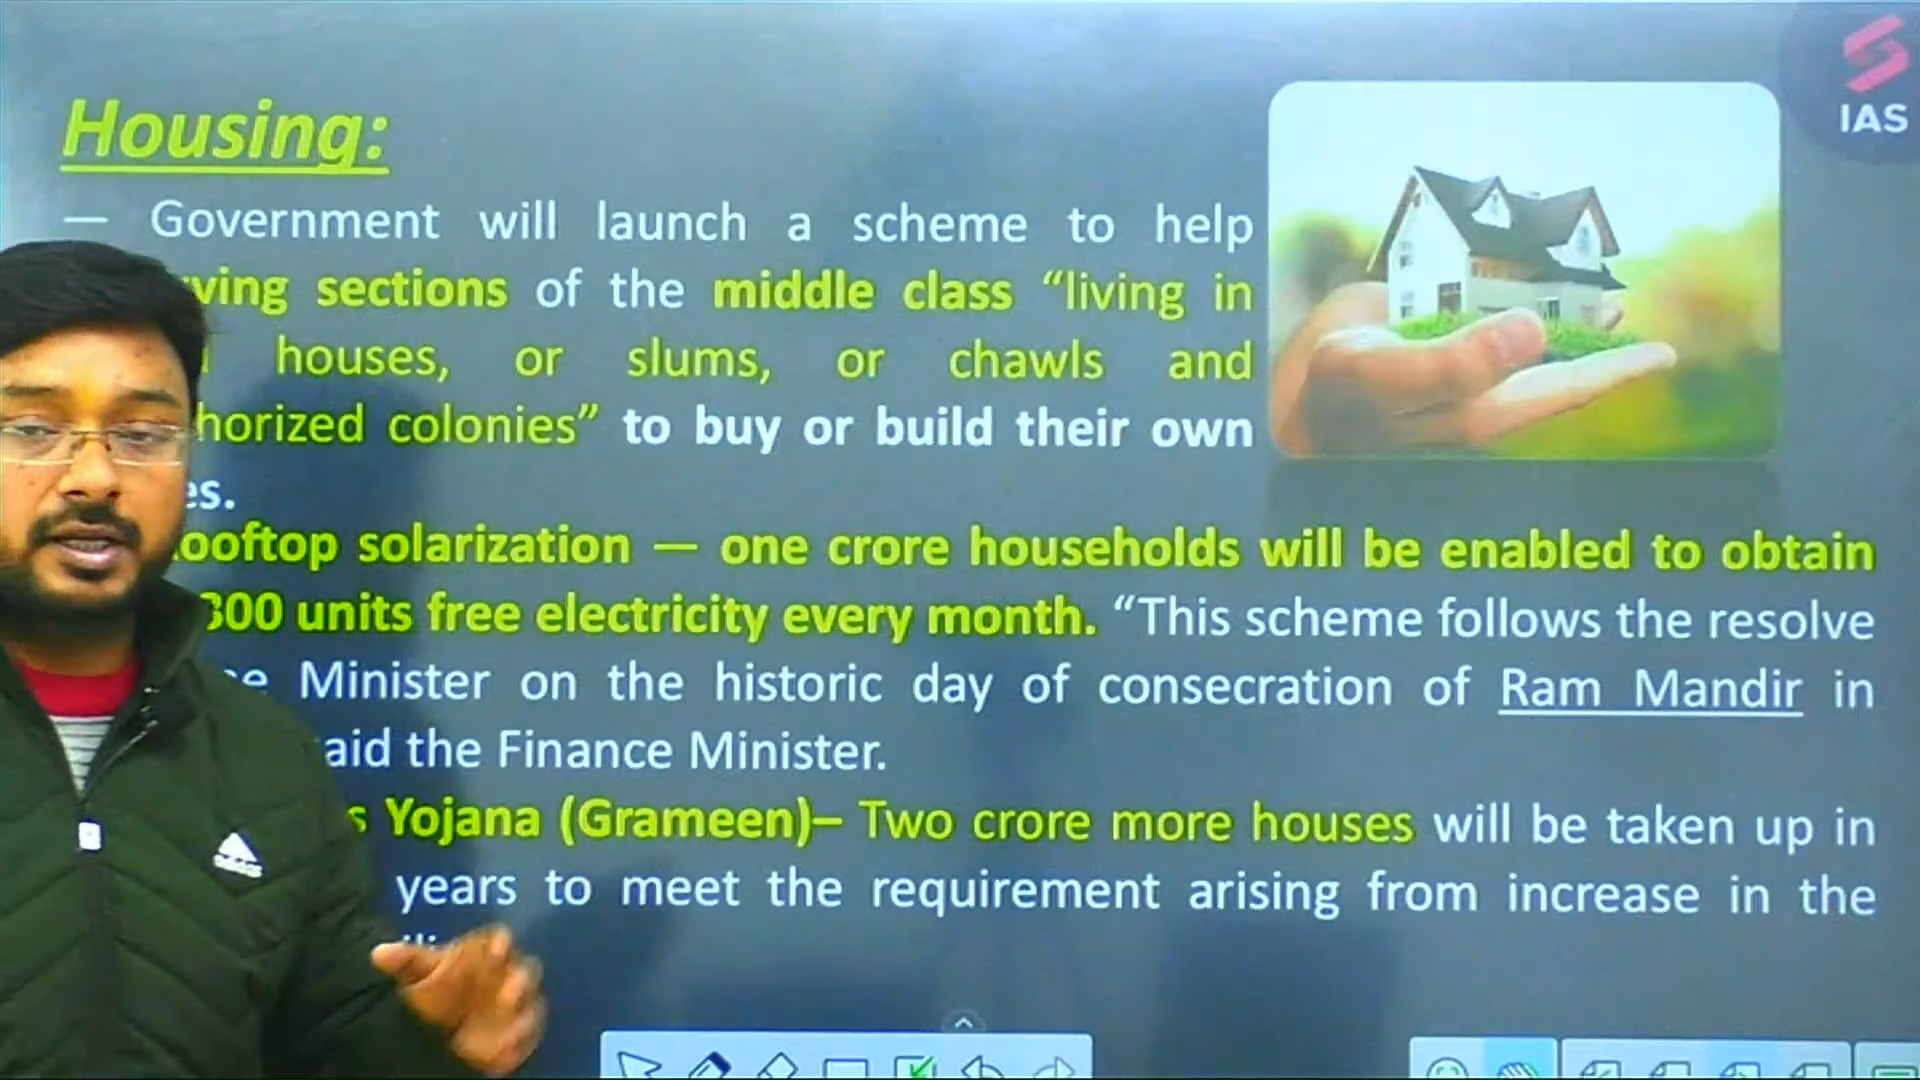 IAS
Housing:
— Government will launch a scheme to help
ving sections of the middle class “living in
houses, or slums, or chawls and
horized colonies” to buy or build their own
es.
ooftop solarization — one crore households will be enabled to obtain
300 units free electricity every month. “This scheme follows the resolve
e Minister on the historic day of consecration of Ram Mandir in
aid the Finance Minister.
s Yojana (Grameen)– Two crore more houses will be taken up in
years to meet the requirement arising from increase in the